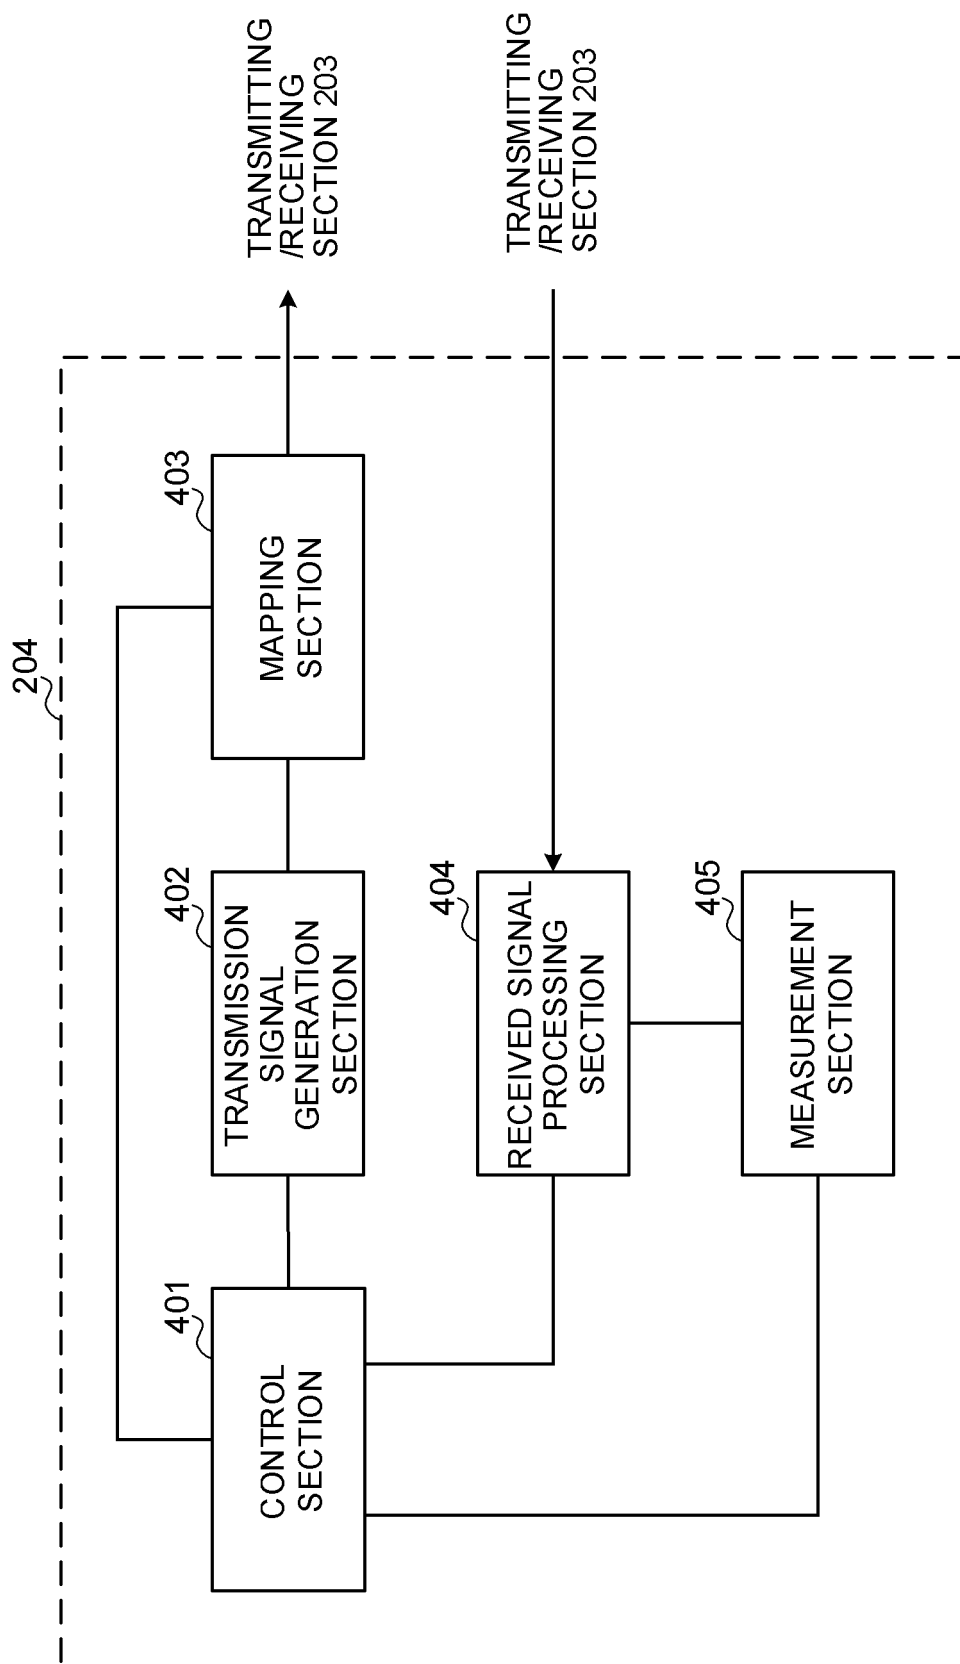 204
401
CONTROL
SECTION
402
TRANSMISSION
SIGNAL
GENERATION
SECTION
403
MAPPING
SECTION
TRANSMITTING
/RECEIVING
SECTION 203
404
RECEIVED SIGNAL
PROCESSING
SECTION
TRANSMITTING
/RECEIVING
SECTION 203
405
MEASUREMENT
SECTION